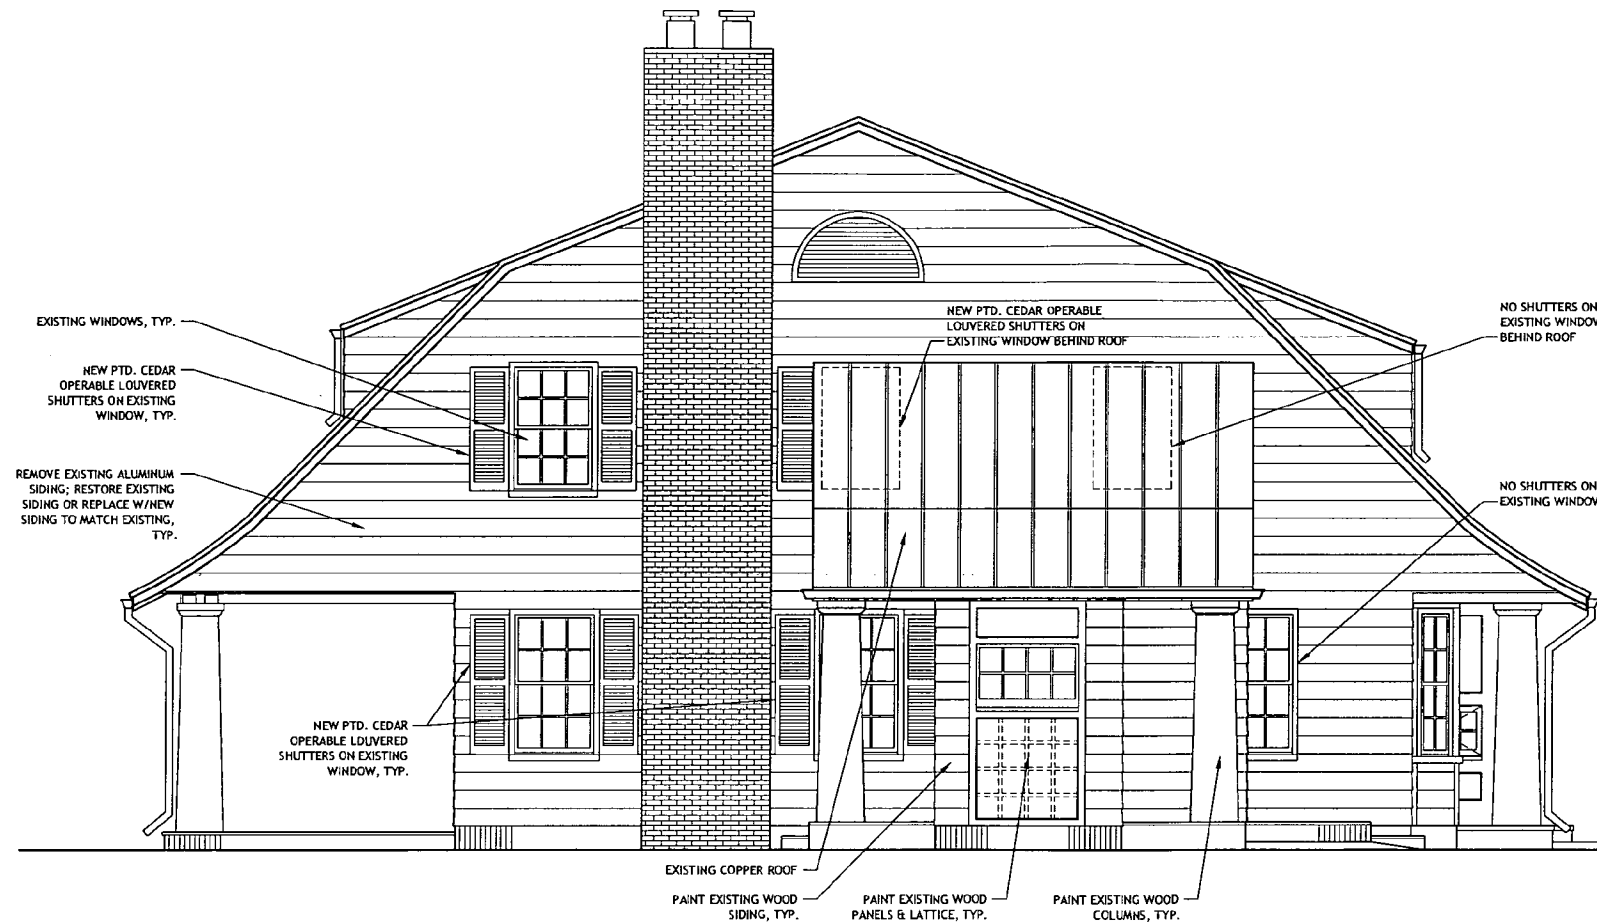 EXISTING WINDOWS, TYP.
NEW PTD. CEDAR
OPERABLE LOUVERED
SHUTTERS ON EXISTING
WINDOW, TYP.
REMOVE EXISTING ALUMINUM
SIDING; RESTORE EXISTING
SIDING OR REPLACE W/NEW
SIDING TO MATCH EXISTING,
TYP.
NEW PTD. CEDAR OPERABLE
LOUVERED SHUTTERS ON
EXISTING WINDOW BEHIND ROOF
NO SHUTTERS ON
EXISTING WINDOW
BEHIND ROOF
NO SHUTTERS ON
EXISTING WINDOW
NEW PTD. CEDAR
OPERABLE LOUVERED
SHUTTERS ON EXISTING
WINDOW, TYP.
EXISTING COPPER ROOF
PAINT EXISTING WOOD
SIDING, TYP.
PAINT EXISTING WOOD
PANELS & LATTICE, TYP.
PAINT EXISTING WOOD
COLUMNS, TYP.